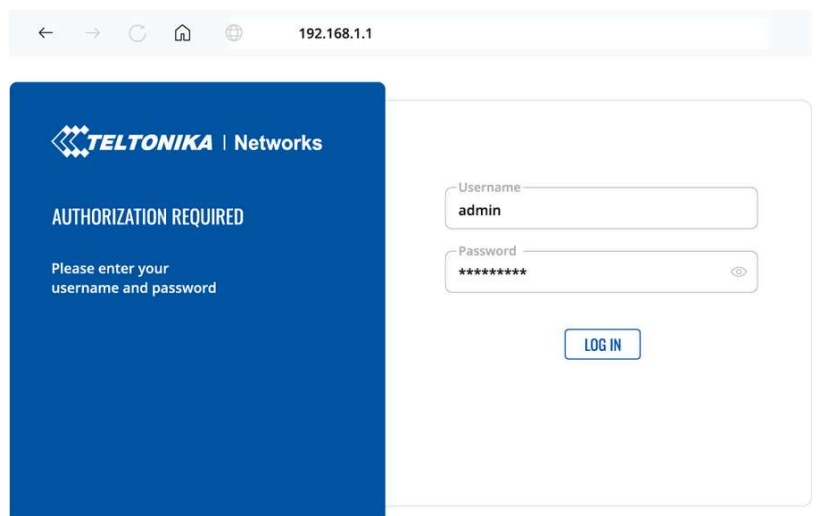 192.168.1.1
TELTONIKA | Networks
AUTHORIZATION REQUIRED
Please enter your
username and password
Username
admin
Password
*********
LOG IN